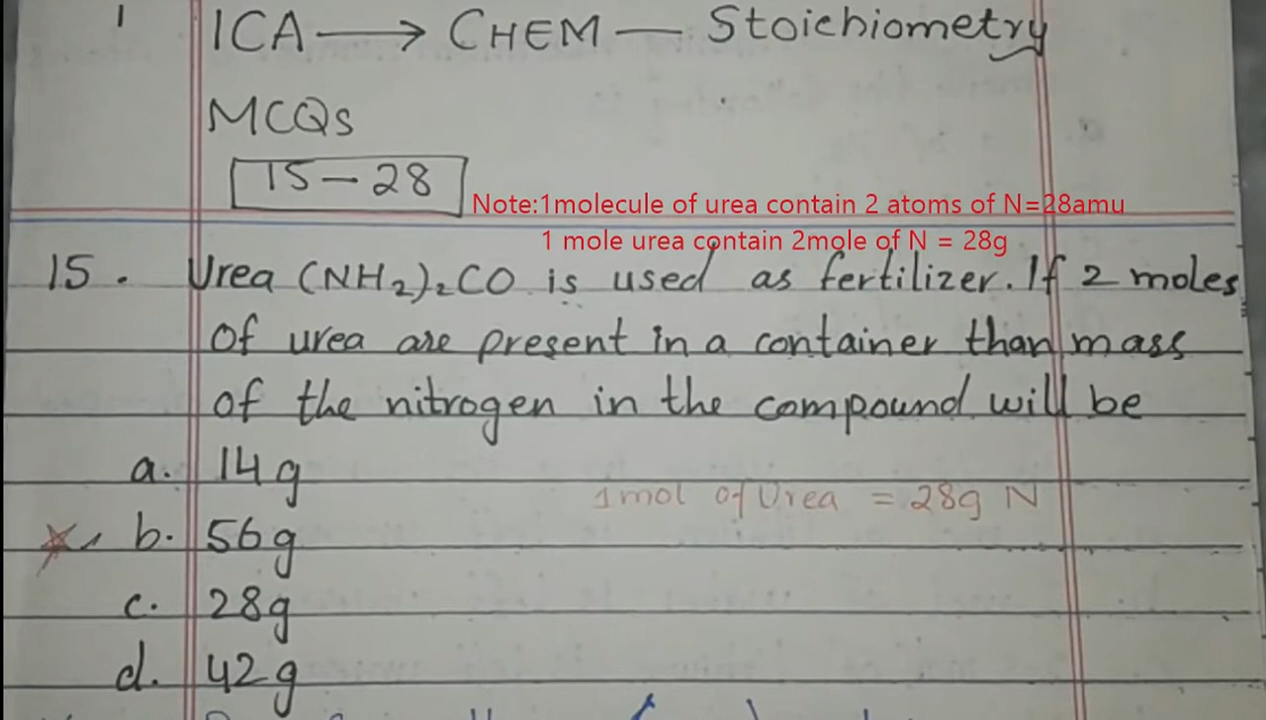 1
ICA → CHEM — Stoichiometry
MCQs
15 – 28
Note:1molecule of urea contain 2 atoms of N=28amu
1 mole urea contain 2mole of N = 28g
15. Urea (NH₂)₂CO is used as fertilizer. If 2 moles
of urea are present in a container than mass
of the nitrogen in the compound will be
a. 14g
1mol of Urea = 28g N
b. 56g
c. 28g
d. 42g